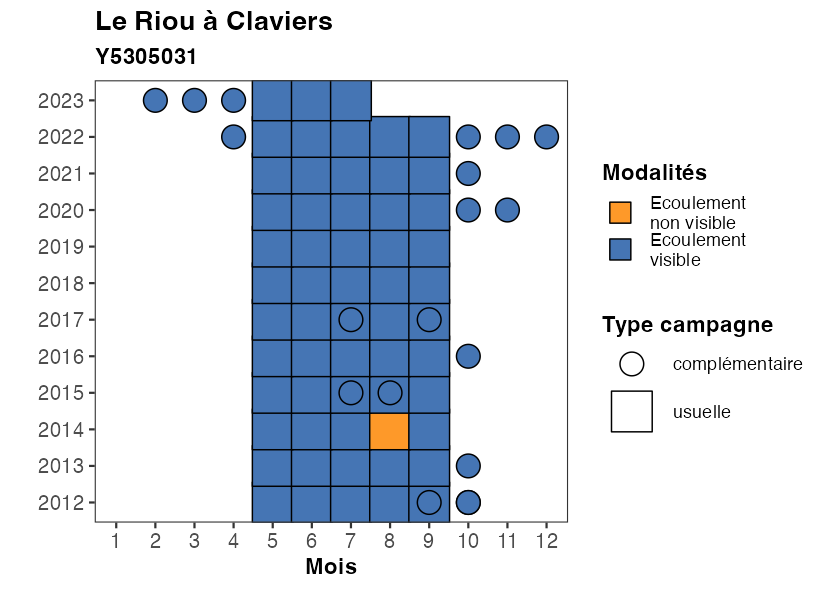 Le Riou à Claviers
Y5305031
2023
2022
2021
2020
2019
2018
2017
2016
2015
2014
2013
2012
1 2 3 4 5 6 7 8 9 10 11 12
Mois
Modalités
Ecoulement
non visible
Ecoulement
visible
Type campagne
complémentaire
usuelle